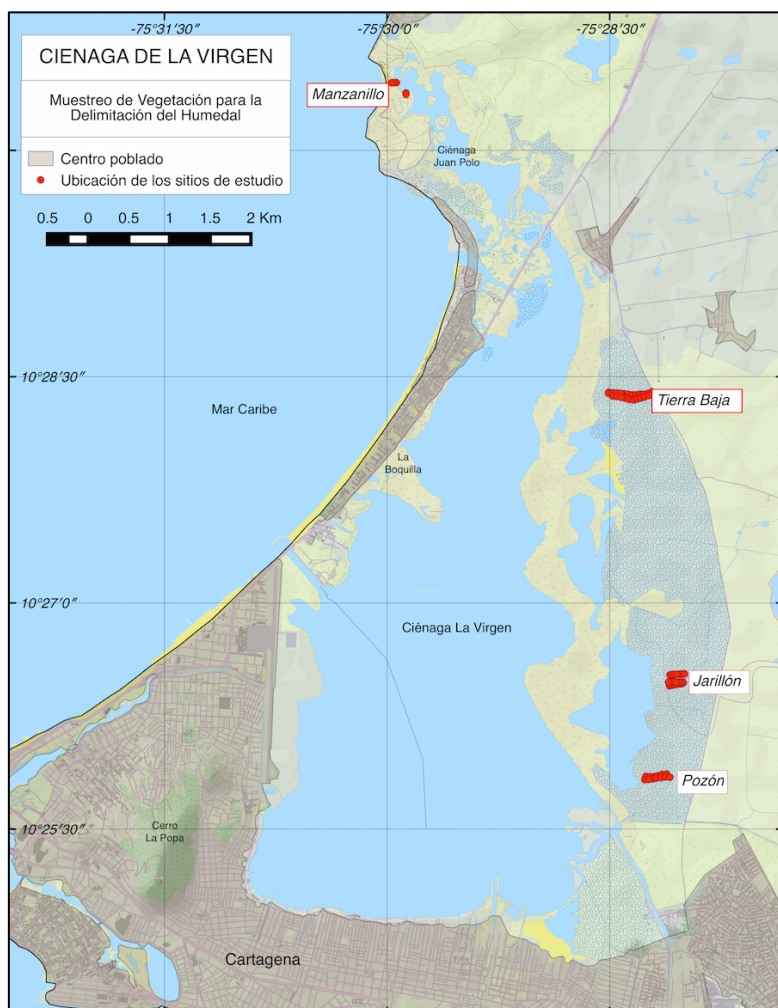 -75°31'30"
-75°30'0"
-75°28'30"
CIENAGA DE LA VIRGEN
Muestreo de Vegetación para la
Delimitación del Humedal
Centro poblado
Ubicación de los sitios de estudio
0.5 0 0.5 1 1.5 2 Km
Manzanillo
Ciénaga
Juan Polo
10°28'30"
Tierra Baja
Mar Caribe
La
Boquilla
10°27'0"
Ciénaga La Virgen
Jarillón
Pozón
10°25'30"
Cerro
La Popa
Cartagena